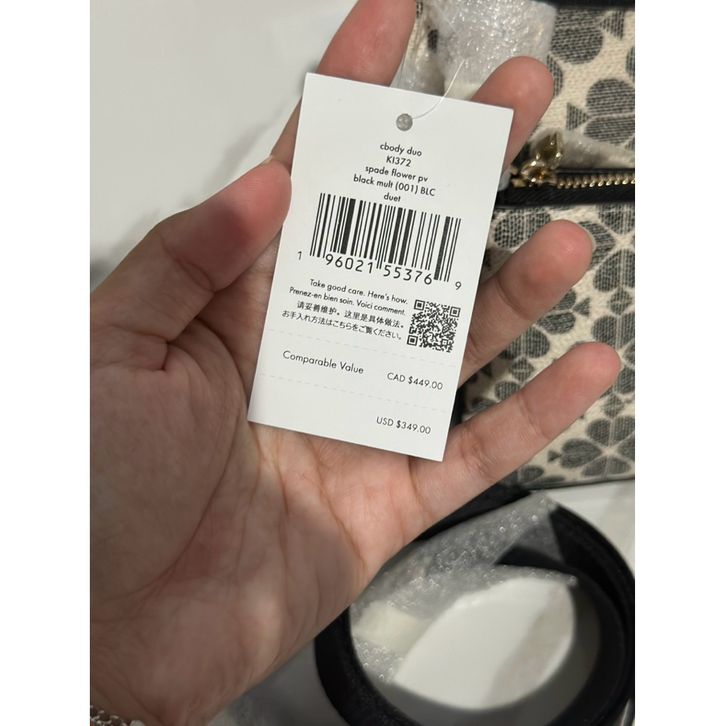 cbody duo
KI372
spade flower pv
black mult (001) BLC
duet
1 96021 55376 9
Take good care. Here's how.
Prenez-en bien soin. Voici comment.
请妥善维护。这里是具体做法。
お手入れ方法はこちらをご覧ください。
Comparable Value CAD $449.00
USD $349.00